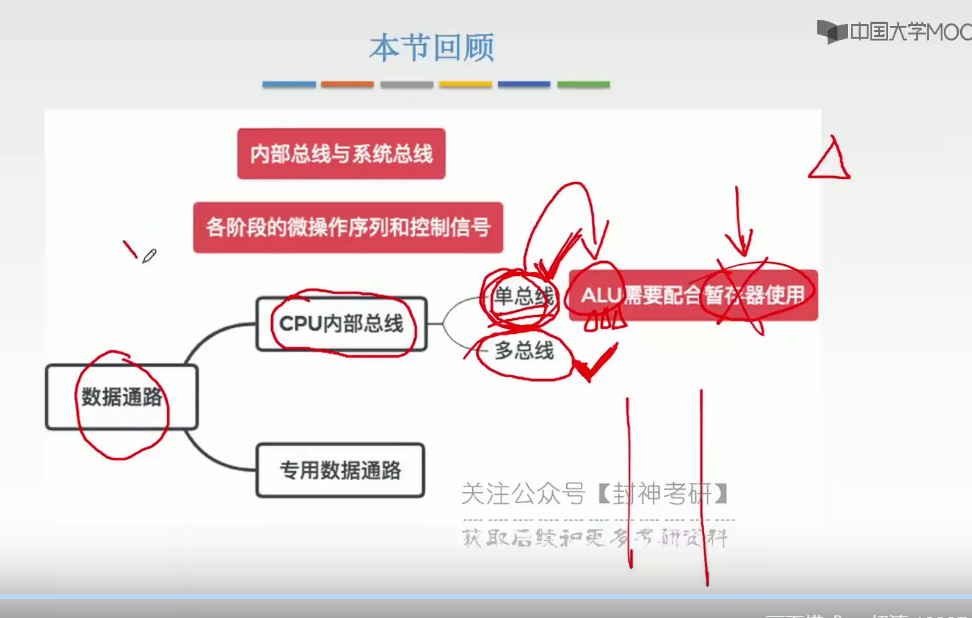 本节回顾
中国大学MOO
内部总线与系统总线
各阶段的微操作序列和控制信号
单总线
ALU需要配合暂存器使用
CPU内部总线
多总线
数据通路
专用数据通路
关注公众号【封神考研】
获取后续和更多考研资料